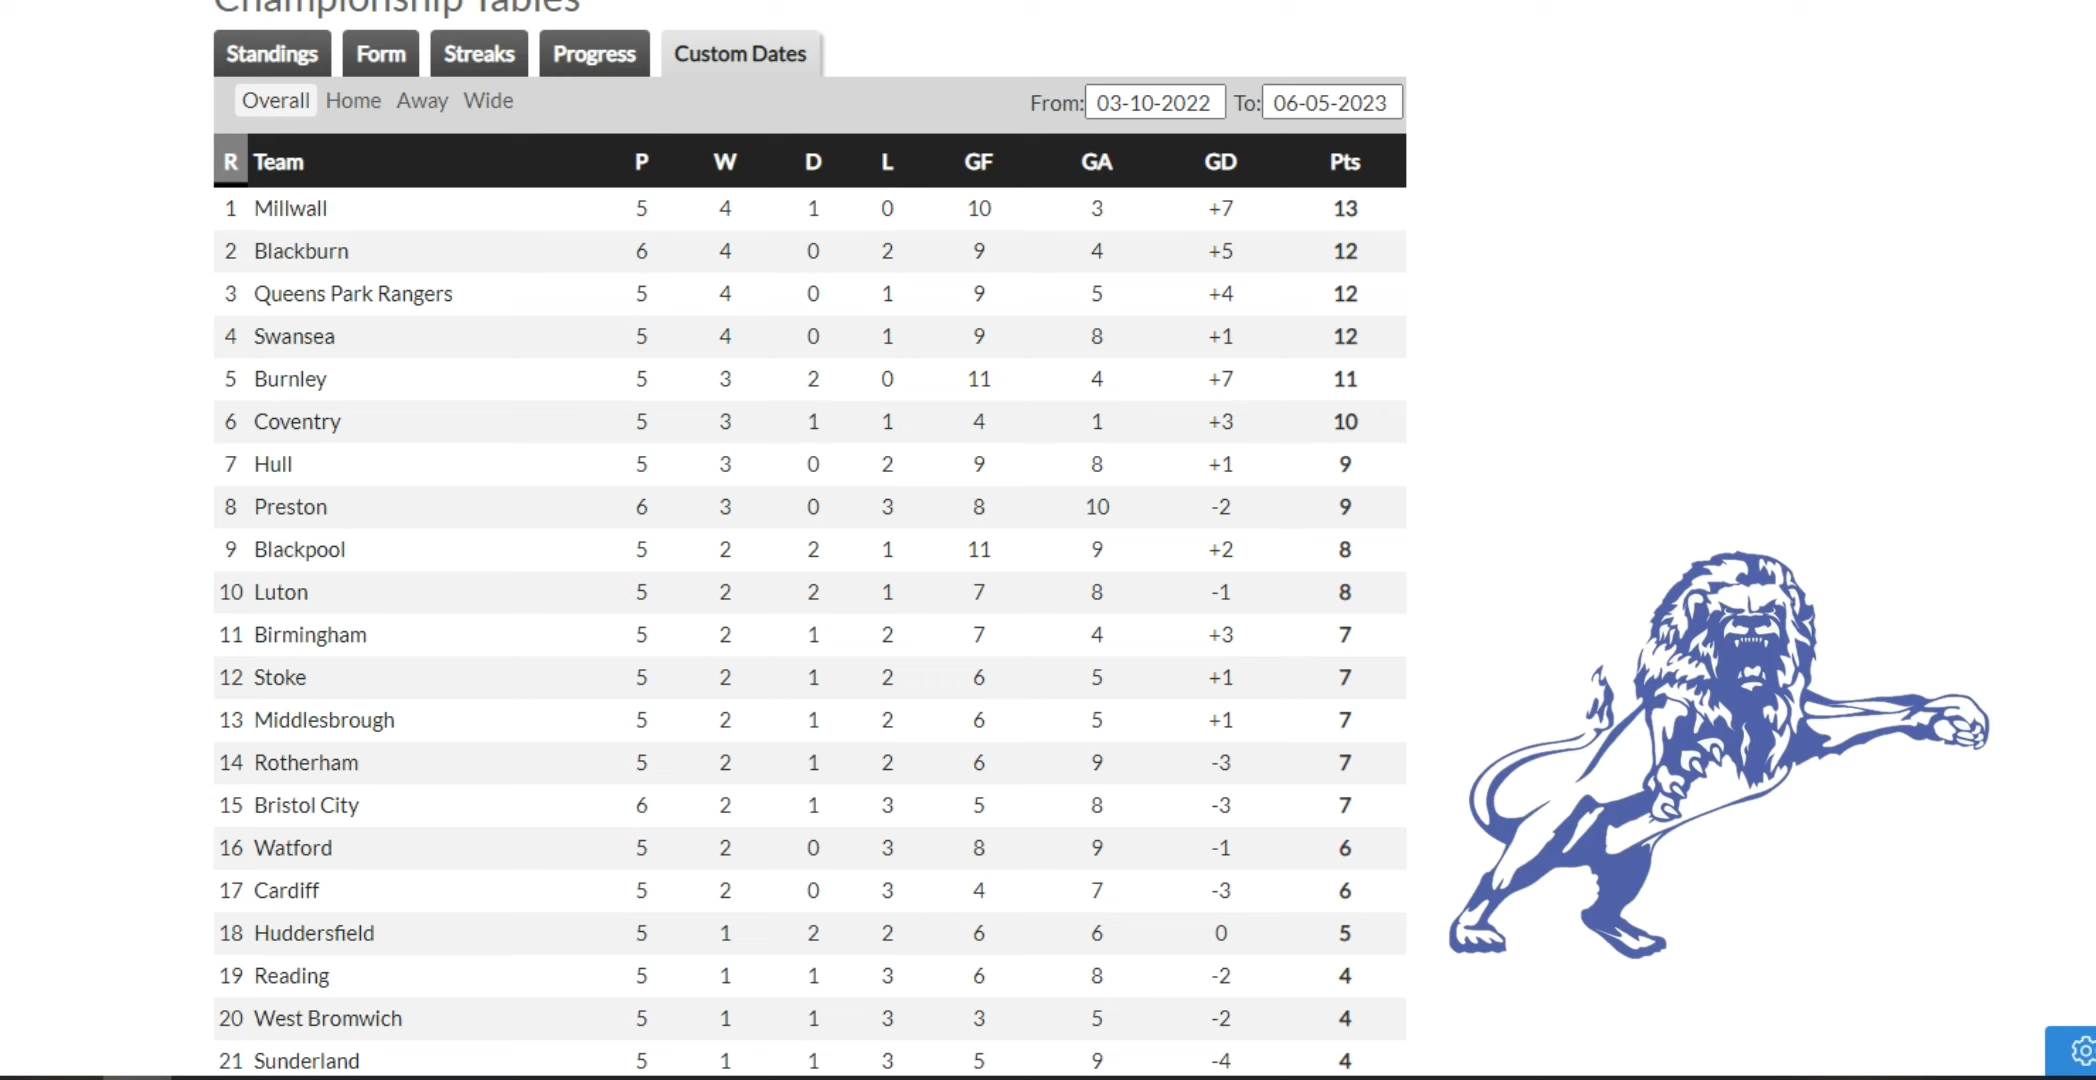 Championship Tables
Standings Form Streaks Progress Custom Dates
Overall Home Away Wide From: 03-10-2022 To: 06-05-2023
R Team P W D L GF GA GD Pts
1 Millwall 5 4 1 0 10 3 +7 13
2 Blackburn 6 4 0 2 9 4 +5 12
3 Queens Park Rangers 5 4 0 1 9 5 +4 12
4 Swansea 5 4 0 1 9 8 +1 12
5 Burnley 5 3 2 0 11 4 +7 11
6 Coventry 5 3 1 1 4 1 +3 10
7 Hull 5 3 0 2 9 8 +1 9
8 Preston 6 3 0 3 8 10 -2 9
9 Blackpool 5 2 2 1 11 9 +2 8
10 Luton 5 2 2 1 7 8 -1 8
11 Birmingham 5 2 1 2 7 4 +3 7
12 Stoke 5 2 1 2 6 5 +1 7
13 Middlesbrough 5 2 1 2 6 5 +1 7
14 Rotherham 5 2 1 2 6 9 -3 7
15 Bristol City 6 2 1 3 5 8 -3 7
16 Watford 5 2 0 3 8 9 -1 6
17 Cardiff 5 2 0 3 4 7 -3 6
18 Huddersfield 5 1 2 2 6 6 0 5
19 Reading 5 1 1 3 6 8 -2 4
20 West Bromwich 5 1 1 3 3 5 -2 4
21 Sunderland 5 1 1 3 5 9 -4 4